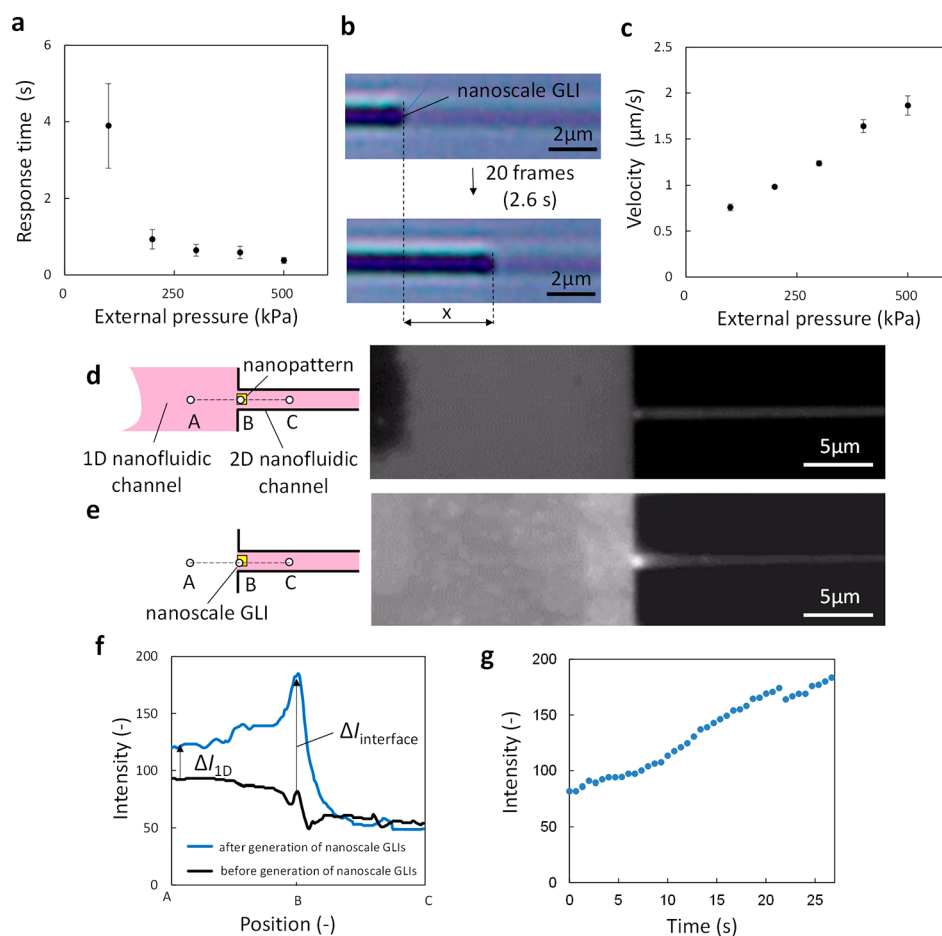 a
Response time (s)
6
4
2
0
0
250
500
External pressure (kPa)
b
nanoscale GLI
2μm
20 frames
(2.6 s)
2μm
x
c
Velocity (μm/s)
2.5
2
1.5
1
0.5
0
0
250
500
External pressure (kPa)
d
nanopattern
A
B
C
1D nanofluidic
channel
2D nanofluidic
channel
5μm
e
A
B
C
nanoscale GLI
5μm
f
Intensity (-)
200
150
100
50
0
ΔI1D
ΔIinterface
after generation of nanoscale GLIs
before generation of nanoscale GLIs
A
B
C
Position (-)
g
Intensity (-)
200
150
100
50
0
0
5
10
15
20
25
Time (s)